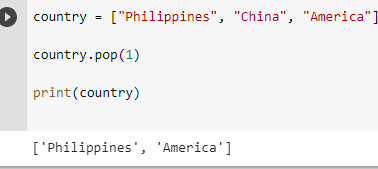 country = ["Philippines", "China", "America"]
country.pop(1)
print(country)
['Philippines', 'America']